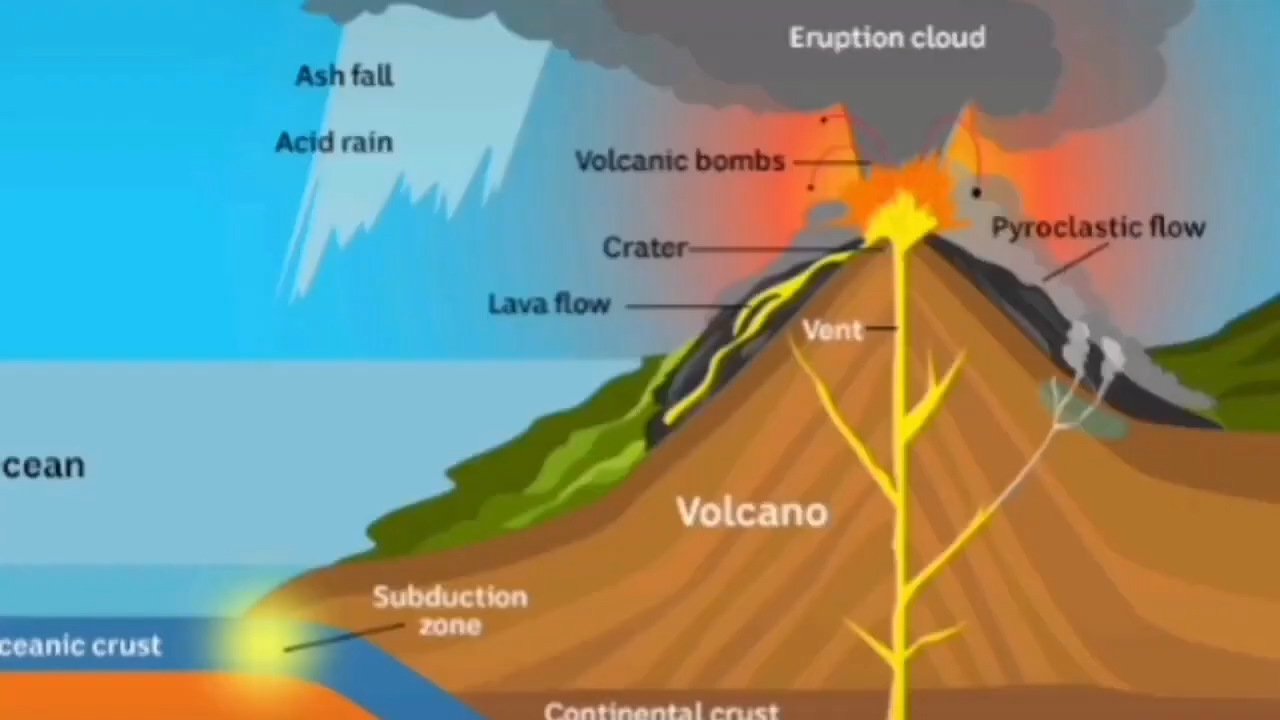 Eruption cloud
Ash fall
Acid rain
Volcanic bombs
Pyroclastic flow
Crater
Lava flow
Vent
cean
Volcano
Subduction
zone
ceanic crust
Continental crust